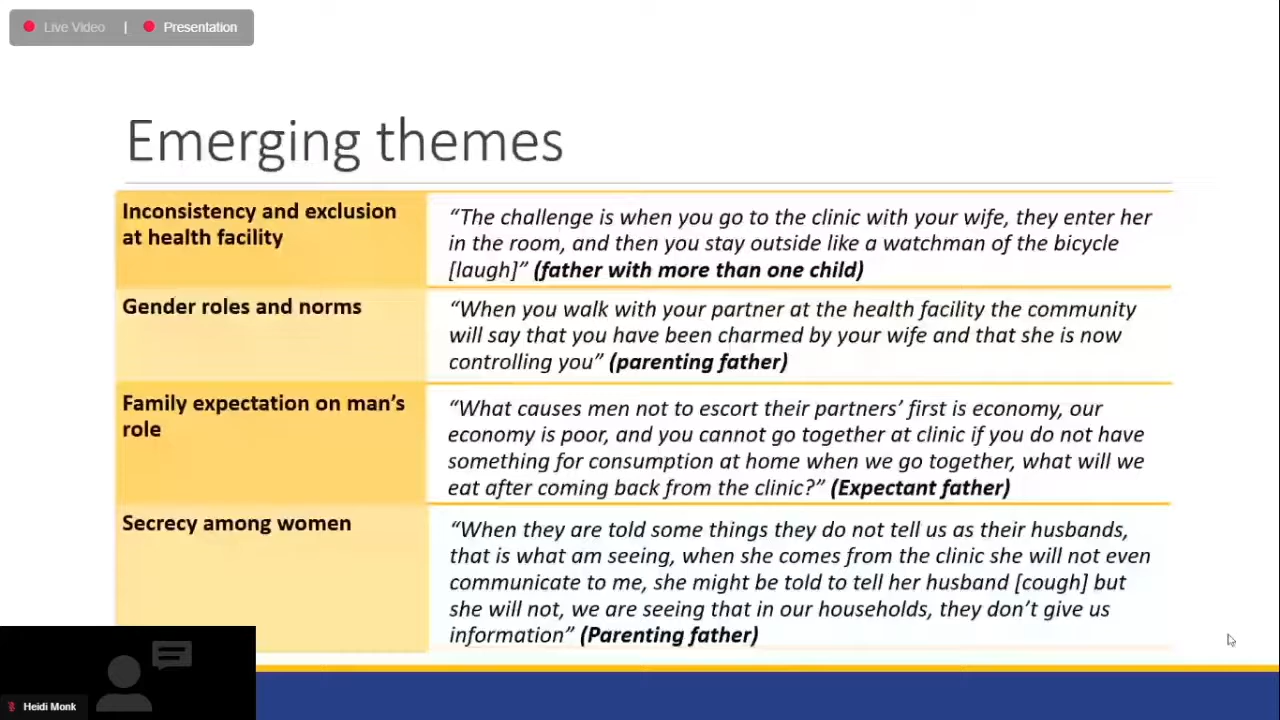 Live Video | Presentation
Emerging themes
Inconsistency and exclusion
at health facility
“The challenge is when you go to the clinic with your wife, they enter her
in the room, and then you stay outside like a watchman of the bicycle
[laugh]” (father with more than one child)
Gender roles and norms
“When you walk with your partner at the health facility the community
will say that you have been charmed by your wife and that she is now
controlling you” (parenting father)
Family expectation on man’s
role
“What causes men not to escort their partners’ first is economy, our
economy is poor, and you cannot go together at clinic if you do not have
something for consumption at home when we go together, what will we
eat after coming back from the clinic?” (Expectant father)
Secrecy among women
“When they are told some things they do not tell us as their husbands,
that is what am seeing, when she comes from the clinic she will not even
communicate to me, she might be told to tell her husband [cough] but
she will not, we are seeing that in our households, they don’t give us
information” (Parenting father)
Heidi Monk